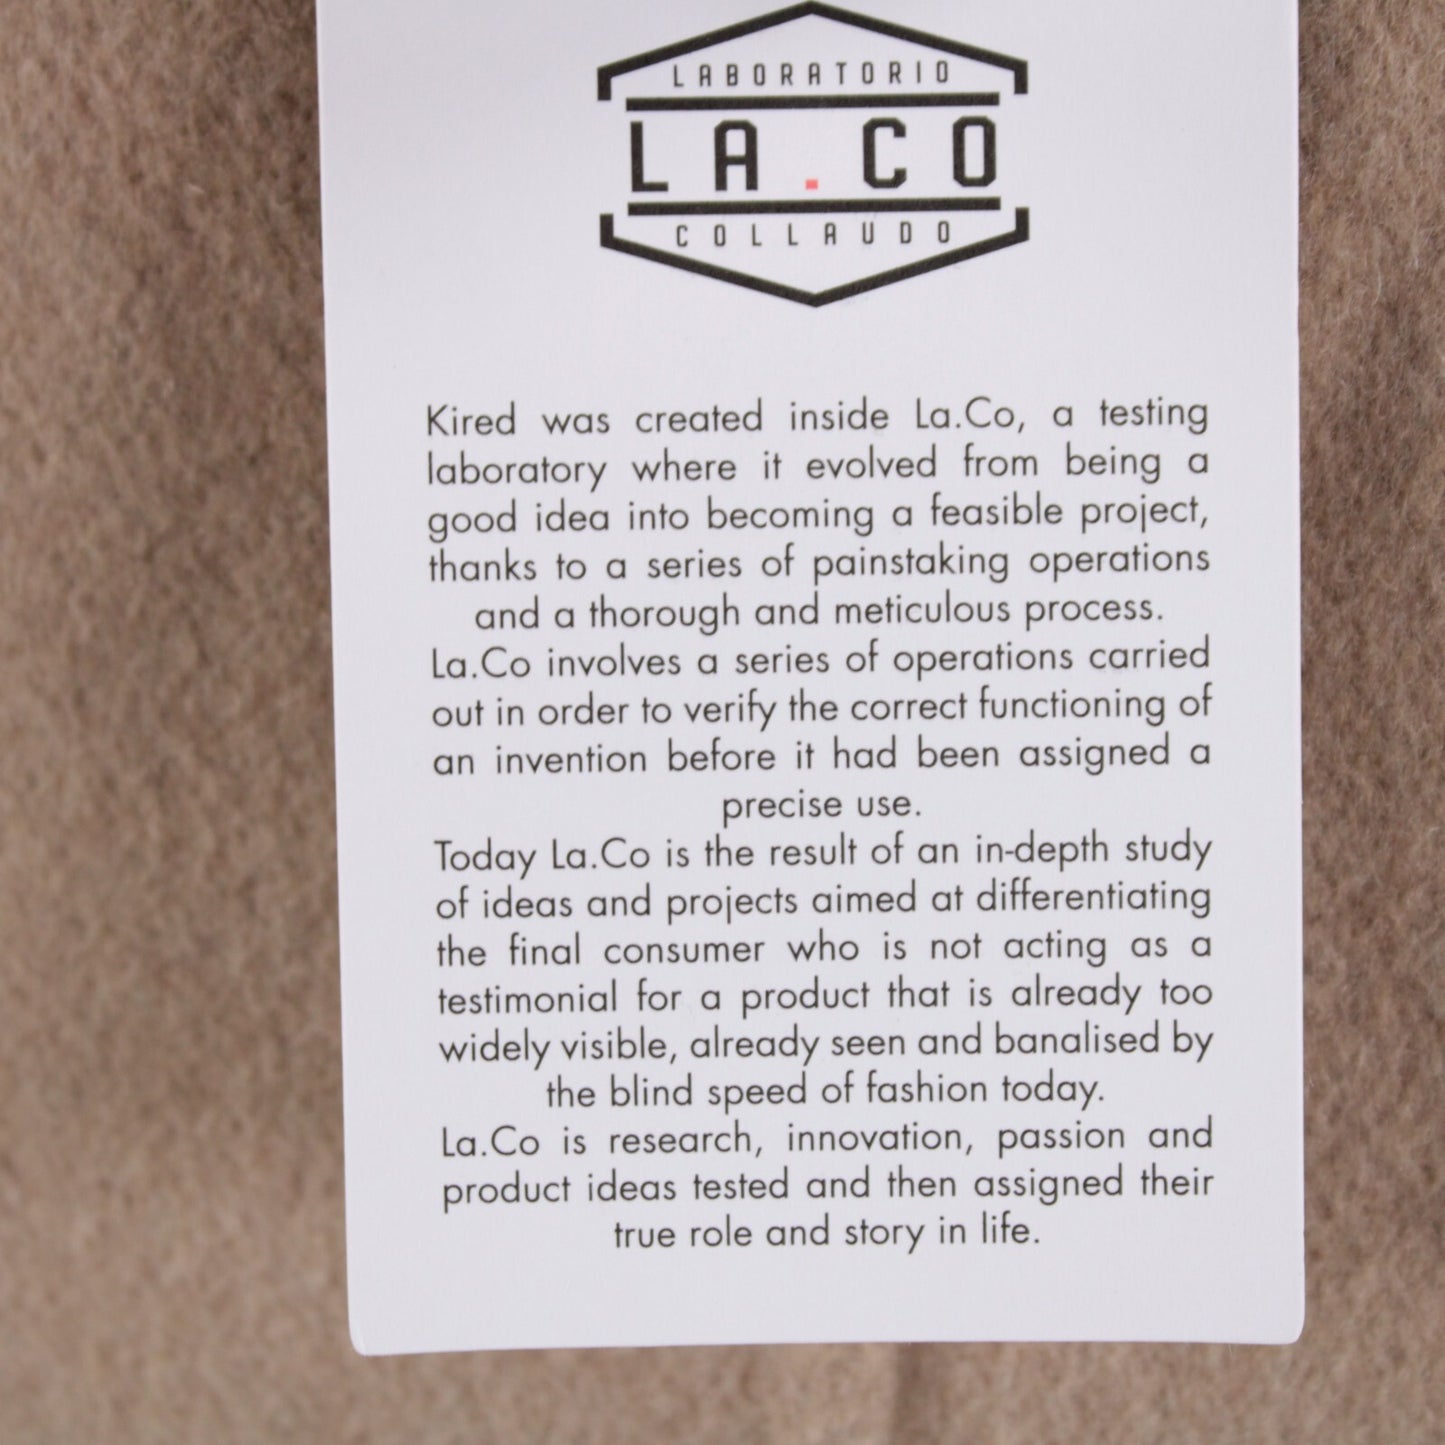 LABORATORIO
LA.CO
COLLAUDO
Kired was created inside La.Co, a testing
laboratory where it evolved from being a
good idea into becoming a feasible project,
thanks to a series of painstaking operations
and a thorough and meticulous process.
La.Co involves a series of operations carried
out in order to verify the correct functioning of
an invention before it had been assigned a
precise use.
Today La.Co is the result of an in-depth study
of ideas and projects aimed at differentiating
the final consumer who is not acting as a
testimonial for a product that is already too
widely visible, already seen and banalised by
the blind speed of fashion today.
La.Co is research, innovation, passion and
product ideas tested and then assigned their
true role and story in life.